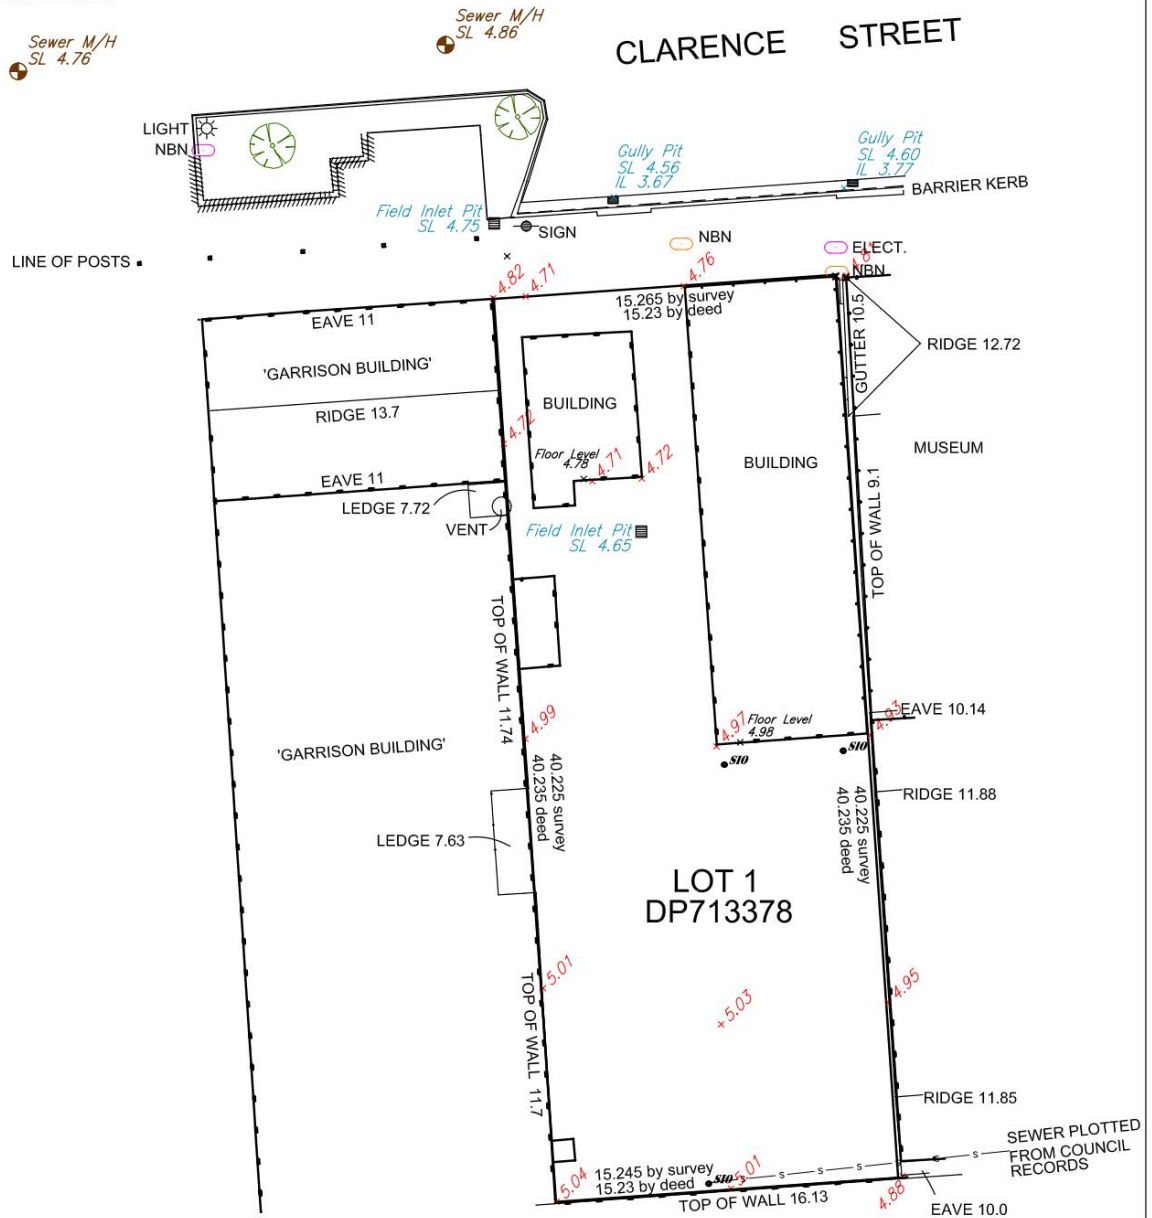 Sewer M/H
SL 4.86
Sewer M/H
SL 4.76
CLARENCE STREET
LIGHT
NBN
Gully Pit
SL 4.56
IL 3.67
Gully Pit
SL 4.60
IL 3.77
BARRIER KERB
Field Inlet Pit
SL 4.75
SIGN
NBN
ELECT.
NBN
LINE OF POSTS
4.82
4.71
4.76
4.81
15.265 by survey
15.23 by deed
EAVE 11
'GARRISON BUILDING'
RIDGE 13.7
EAVE 11
GUTTER 10.5
RIDGE 12.72
BUILDING
4.72
Floor Level
4.78
4.71
4.72
BUILDING
MUSEUM
TOP OF WALL 9.1
LEDGE 7.72
VENT
Field Inlet Pit
SL 4.65
TOP OF WALL 11.74
4.99
4.97
Floor Level
4.98
4.93
EAVE 10.14
SIO
SIO
'GARRISON BUILDING'
40.225 survey
40.235 deed
40.225 survey
40.235 deed
RIDGE 11.88
LEDGE 7.63
LOT 1
DP713378
5.01
TOP OF WALL 11.7
5.03
4.95
RIDGE 11.85
SEWER PLOTTED
FROM COUNCIL
RECORDS
S
S
S
S
S
15.245 by survey
15.23 by deed
5.04
SIO
5.01
TOP OF WALL 16.13
4.88
EAVE 10.0